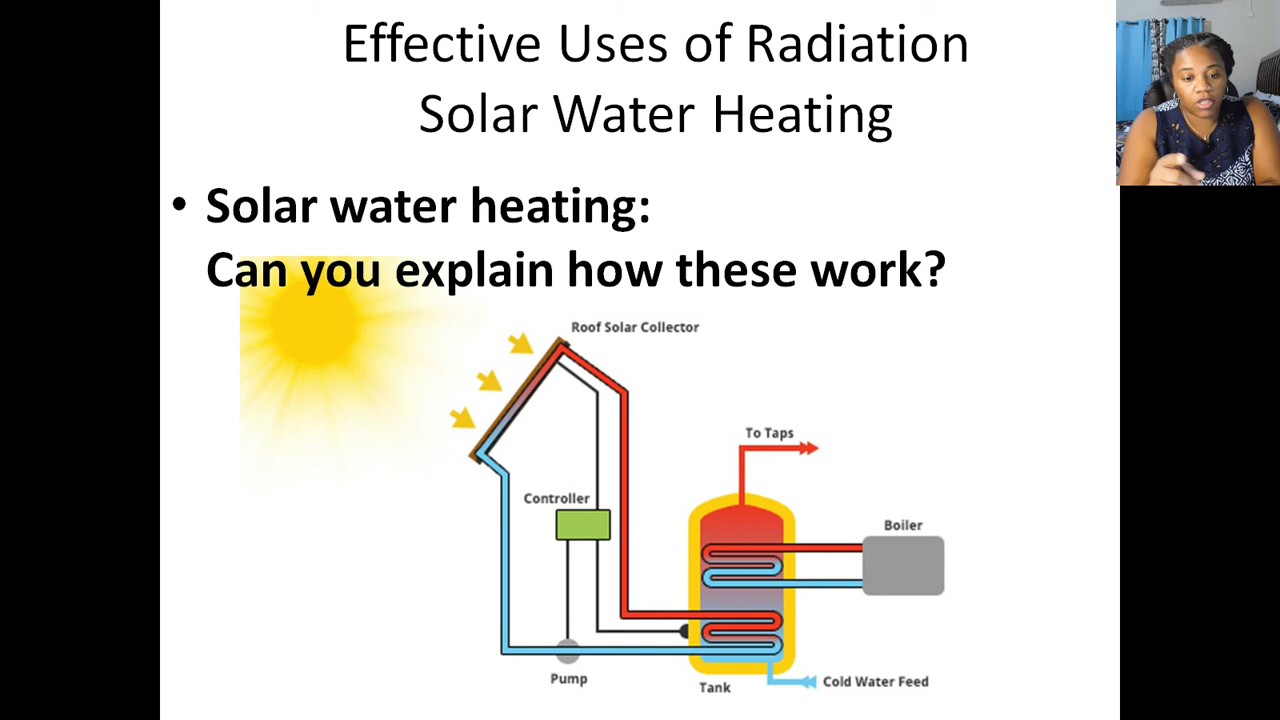 Effective Uses of Radiation
Solar Water Heating
• Solar water heating:
Can you explain how these work?
Roof Solar Collector
To Taps
Controller
Boiler
Pump
Tank
Cold Water Feed